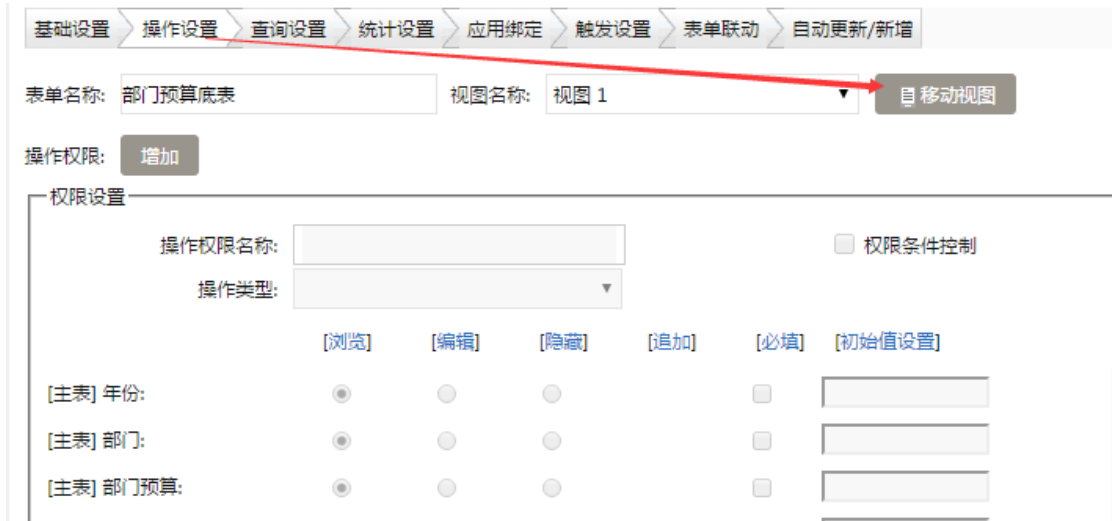 基础设置 操作设置 查询设置 统计设置 应用绑定 触发设置 表单联动 自动更新/新增
表单名称: 部门预算底表 视图名称: 视图 1 移动视图
操作权限: 增加
权限设置
操作权限名称: 权限条件控制
操作类型:
[浏览] [编辑] [隐藏] [追加] [必填] [初始值设置]
[主表] 年份:
[主表] 部门:
[主表] 部门预算: